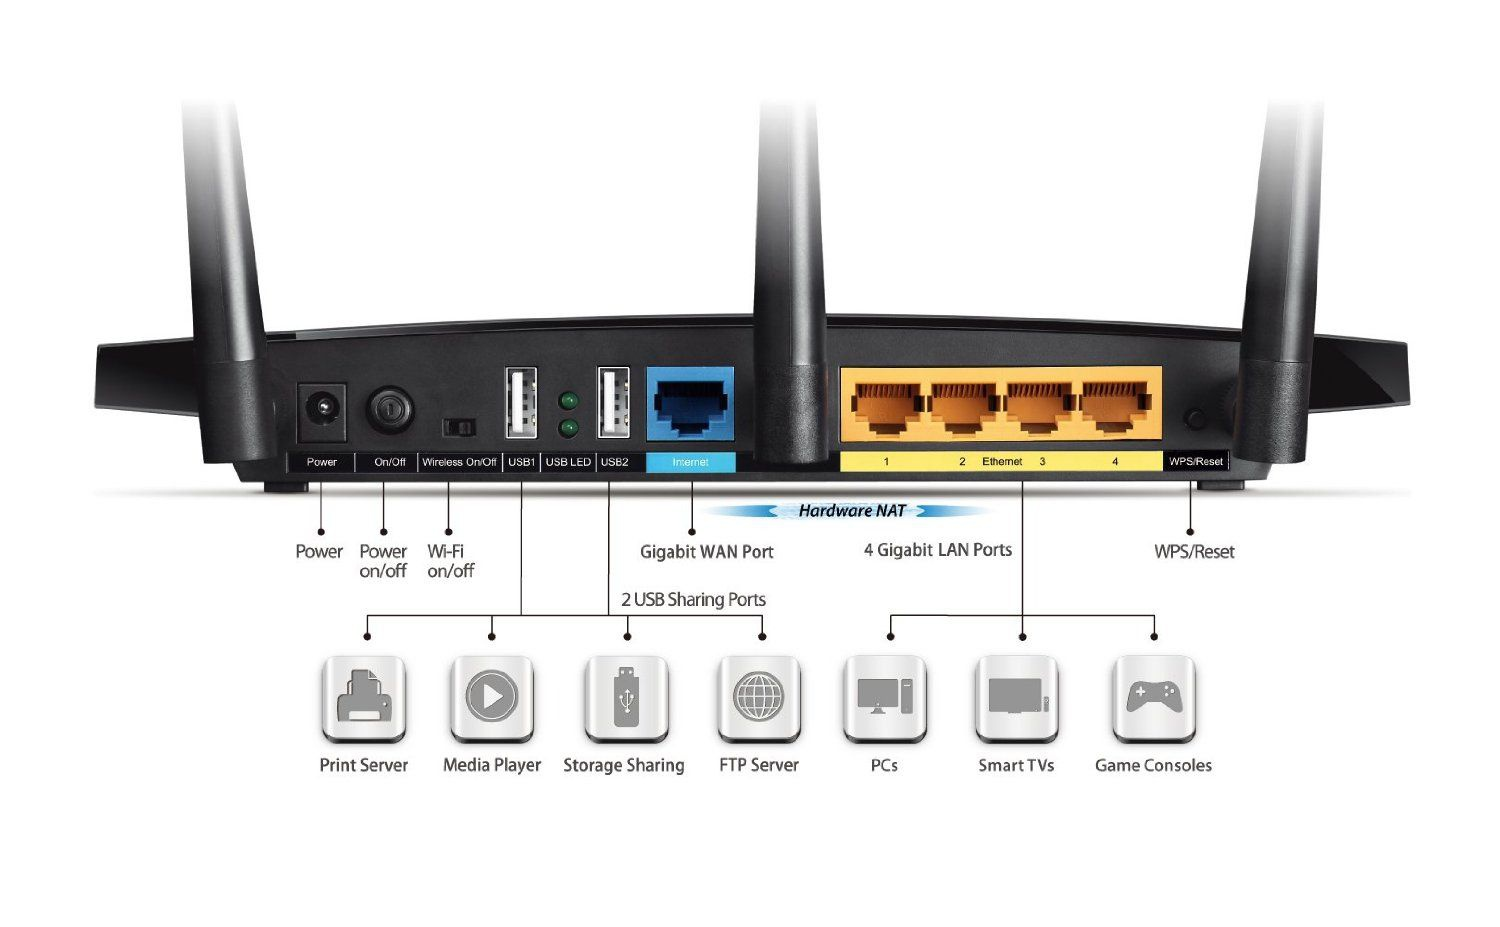 Power On/Off Wireless On/Off USB1 USB LED USB2 Internet 1 2 Ethernet 3 4 WPS/Reset
Hardware NAT
Power
Power
on/off
Wi-Fi
on/off
Gigabit WAN Port
4 Gigabit LAN Ports
WPS/Reset
2 USB Sharing Ports
Print Server
Media Player
Storage Sharing
FTP Server
PCs
Smart TVs
Game Consoles